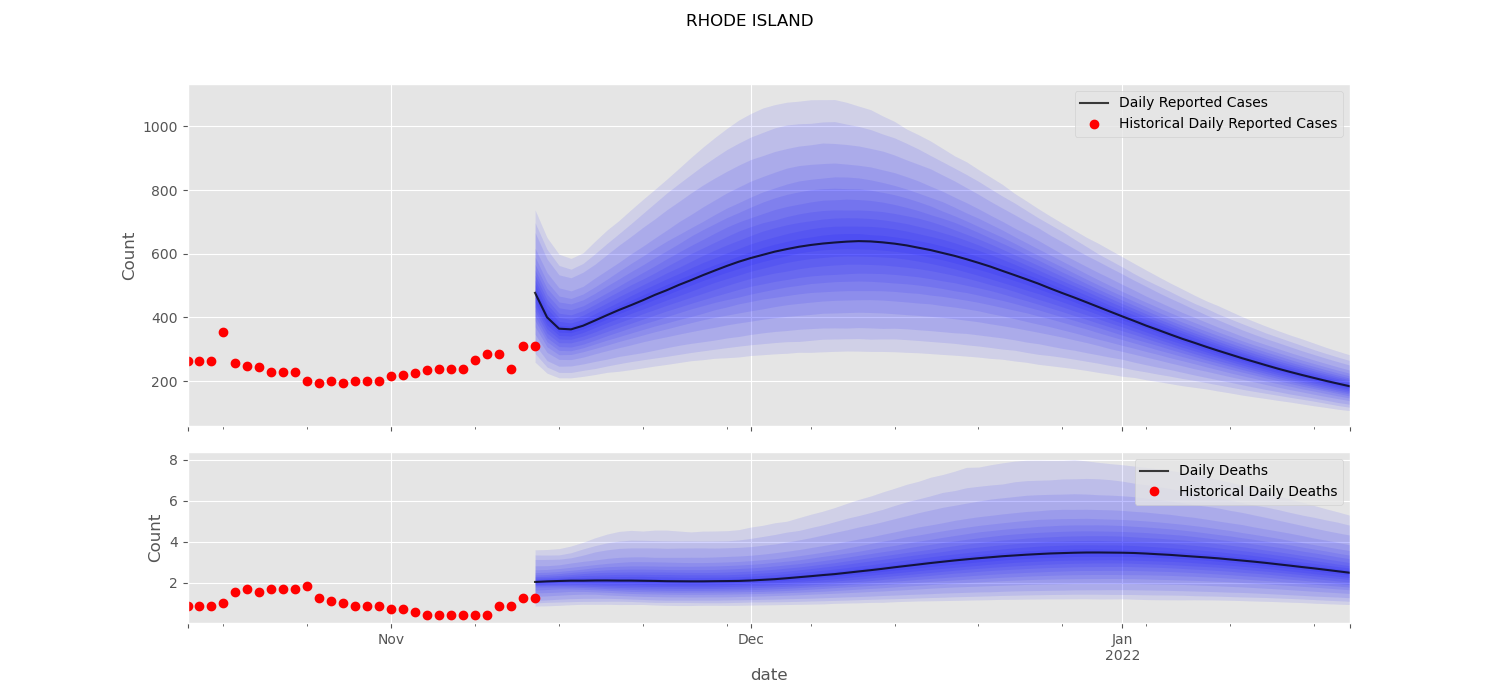 RHODE ISLAND
Daily Reported Cases
Historical Daily Reported Cases
1000
800
600
400
200
Count
Daily Deaths
Historical Daily Deaths
8
6
4
2
Count
Nov
Dec
Jan
2022
date